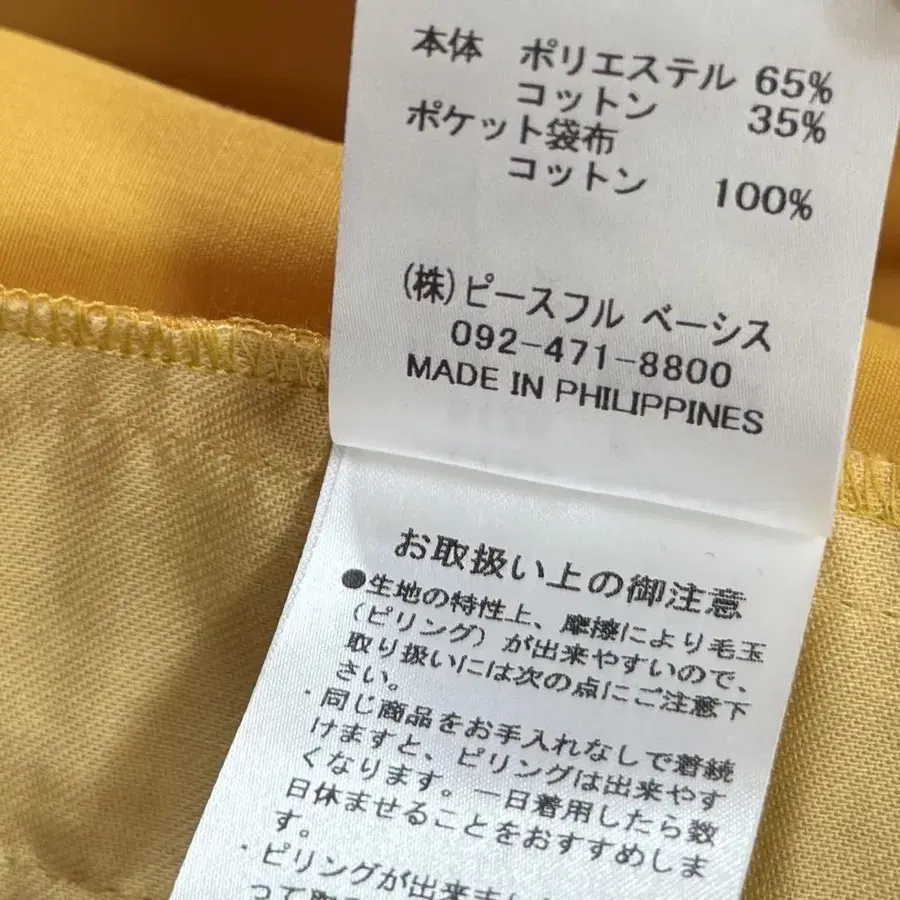 本体 ポリエステル 65%
コットン 35%
ポケット袋布
コットン 100%
(株)ピースフル ベーシス
092-471-8800
MADE IN PHILIPPINES
お取扱い上の御注意
●生地の特性上、摩擦により毛玉
(ピリング)が出来やすいので、
取り扱いには次の点にご注意下
さい。
・同じ商品をお手入れなしで着続
けますと、ピリングは出来やす
くなります。一日着用したら数
日休ませることをおすすめしま
す。
・ピリングが出来まし
って取